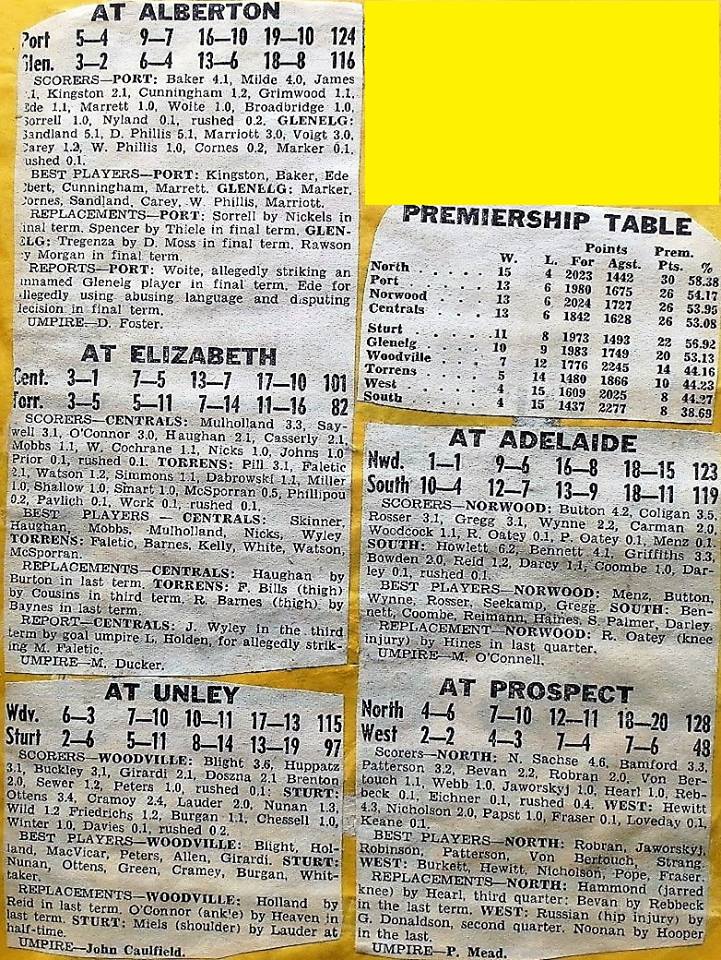 AT ALBERTON
Port 5—4 9—7 16—10 19—10 124
Glen. 3—2 6—4 13—6 18—8 116
SCORERS—PORT: Baker 4.1, Milde 4.0, James
.1, Kingston 2.1, Cunningham 1.2, Grimwood 1.1,
Ede 1.1, Marrett 1.0, Woite 1.0, Broadbridge 1.0,
Sorrell 1.0, Nyland 0.1, rushed 0.2. GLENELG:
Sandland 5.1, D. Phillis 5.1, Marriott 3.0, Voigt 3.0,
Carey 1.2, W. Phillis 1.0, Cornes 0.2, Marker 0.1,
rushed 0.1.
BEST PLAYERS—PORT: Kingston, Baker, Ede
Ebert, Cunningham, Marrett. GLENELG: Marker,
Cornes, Sandland, Carey, W. Phillis, Marriott.
REPLACEMENTS—PORT: Sorrell by Nickels in
final term, Spencer by Thiele in final term. GLEN-
ELG: Tregenza by D. Moss in final term, Rawson
by Morgan in final term.
REPORTS—PORT: Woite, allegedly striking an
unnamed Glenelg player in final term. Ede for
allegedly using abusing language and disputing
decision in final term.
UMPIRE—D. Foster.
AT ELIZABETH
Cent. 3—1 7—5 13—7 17—10 101
Torr. 3—5 5—11 7—14 11—16 82
SCORERS—CENTRALS: Mulholland 3.3, Say-
well 3.1, O'Connor 3.0, Haughan 2.1, Casserly 2.1,
Mobbs 1.1, W. Cochrane 1.1, Nicks 1.0, Johns 1.0
Prior 0.1, rushed 0.1. TORRENS: Pill 3.1, Faletic
2.1, Watson 1.2, Simmons 1.1, Dabrowski 1.1, Miller
1.0, Shallow 1.0, Smart 1.0, McSporran 0.5, Phillipou
0.2, Pavlich 0.1, Work 0.1, rushed 0.1.
BEST PLAYERS — CENTRALS: Skinner,
Haughan, Mobbs, Mulholland, Nicks, Wyley
TORRENS: Faletic, Barnes, Kelly, White, Watson,
McSporran.
REPLACEMENTS—CENTRALS: Haughan by
Burton in last term. TORRENS: F. Bills (thigh)
by Cousins in third term, R. Barnes (thigh) by
Baynes in last term.
REPORT—CENTRALS: J. Wyley in the third
term by goal umpire L. Holden, for allegedly strik-
ing M. Faletic.
UMPIRE—M. Ducker.
AT UNLEY
Wdv. 6—3 7—10 10—11 17—13 115
Sturt 2—6 5—11 8—14 13—19 97
SCORERS—WOODVILLE: Blight 3.6, Huppatz
3.1, Buckley 3.1, Girardi 2.1, Doszna 2.1 Brenton
2.0, Sewer 1.2, Peters 1.0, rushed 0.1: STURT:
Ottens 3.4, Cramoy 2.4, Lauder 2.0, Nunan 1.3,
Wild 1.2 Friedrichs 1.2, Burgan 1.1, Chessell 1.0,
Winter 1.0, Davies 0.1, rushed 0.2.
BEST PLAYERS—WOODVILLE: Blight, Hol-
land, MacVicar, Peters, Allen, Girardi. STURT:
Nunan, Ottens, Green, Cramey, Burgan, Whit-
taker.
REPLACEMENTS—WOODVILLE: Holland by
Reid in last term. O'Connor (ankle) by Heaven in
last term. STURT: Miels (shoulder) by Lauder at
half-time.
UMPIRE—John Caulfield.
PREMIERSHIP TABLE
Points Prem.
W. L. For Agst. Pts. %
North 15 4 2023 1442 30 58.38
Port 13 6 1980 1675 26 54.17
Norwood 13 6 2024 1727 26 53.95
Centrals 13 6 1842 1628 26 53.08
Sturt 11 8 1973 1493 22 56.92
Glenelg 10 9 1983 1749 20 53.13
Woodville 7 12 1776 2245 14 44.16
Torrens 5 14 1480 1866 10 44.23
West 4 15 1609 2025 8 44.27
South 4 15 1437 2277 8 38.69
AT ADELAIDE
Nwd. 1—1 9—6 16—8 18—15 123
South 10—4 12—7 13—9 18—11 119
SCORERS—NORWOOD: Button 4.2, Coligan 3.5,
Rosser 3.1, Gregg 3.1, Wynne 2.2, Carman 2.0,
Woodcock 1.1, R. Oatey 0.1, P. Oatey 0.1, Menz 0.1.
SOUTH: Howlett 6.2, Bennett 4.1, Griffiths 3.3,
Bowden 2.0, Reid 1.2, Darcy 1.1, Coombe 1.0, Dar-
ley 0.1, rushed 0.1.
BEST PLAYERS—NORWOOD: Menz, Button,
Wynne, Rosser, Seekamp, Gregg. SOUTH: Ben-
nett, Coombe, Reimann, Haines, S. Palmer, Darley.
REPLACEMENT—NORWOOD: R. Oatey (knee
injury) by Hines in last quarter.
UMPIRE—M. O'Connell.
AT PROSPECT
North 4—6 7—10 12—11 18—20 128
West 2—2 4—3 7—4 7—6 48
Scorers—NORTH: N. Sachse 4.6, Bamford 3.3,
Patterson 3.2, Bevan 2.2, Robran 2.0, Von Ber-
touch 1.1, Webb 1.0, Jaworskyj 1.0, Hearl 1.0, Reb-
beck 0.1, Eichner 0.1, rushed 0.4. WEST: Hewitt
4.3, Nicholson 2.0, Papst 1.0, Fraser 0.1, Loveday 0.1,
Keane 0.1.
BEST PLAYERS—NORTH: Robran, Jaworskyj,
Robinson, Patterson, Von Bertouch, Strang.
WEST: Burkett, Hewitt, Nicholson, Pope, Fraser.
REPLACEMENTS—NORTH: Hammond (jarred
knee) by Hearl, third quarter: Bevan by Rebbeck
in the last term. WEST: Russian (hip injury) by
G. Donaldson, second quarter. Noonan by Hooper
in the last.
UMPIRE—P. Mead.